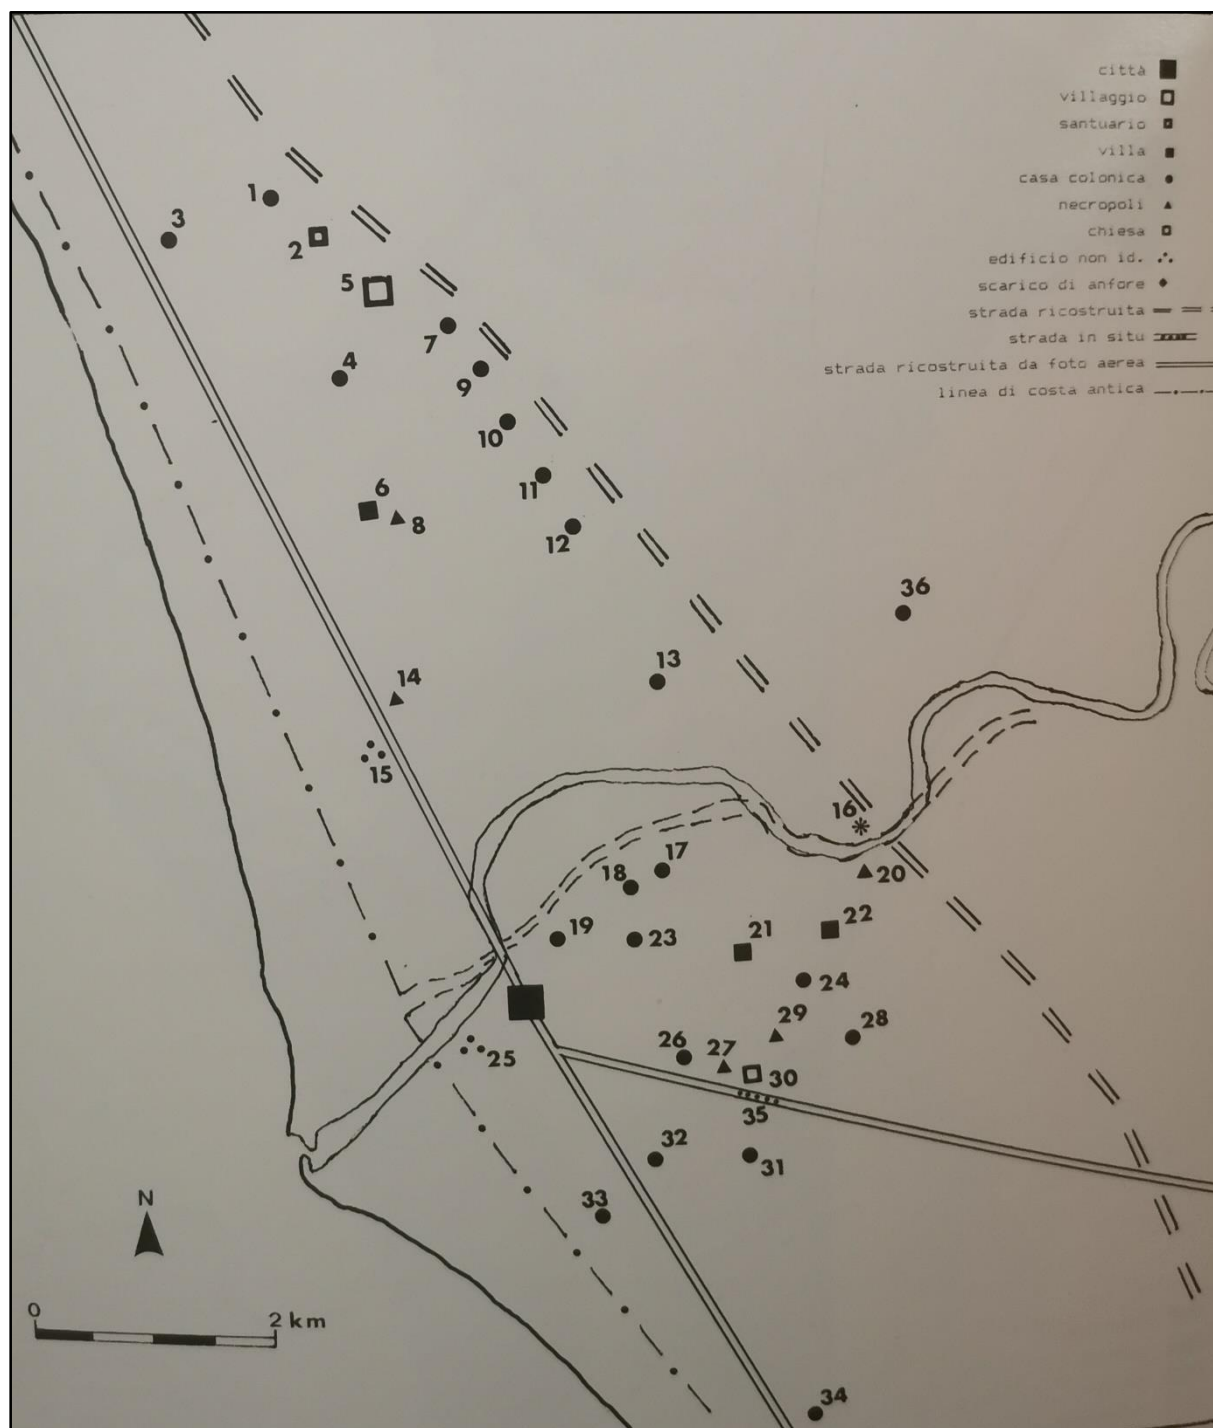 città
villaggio
santuario
villa
casa colonica
necropoli
chiesa
edificio non id.
scarico di anfore
strada ricostruita
strada in situ
strada ricostruita da foto aerea
linea di costa antica
1
3
2
5
7
4
9
10
11
6
8
12
36
13
14
15
16
17
18
20
19
23
21
22
24
29
28
25
26
27
30
35
32
31
33
34
N
0
2 km